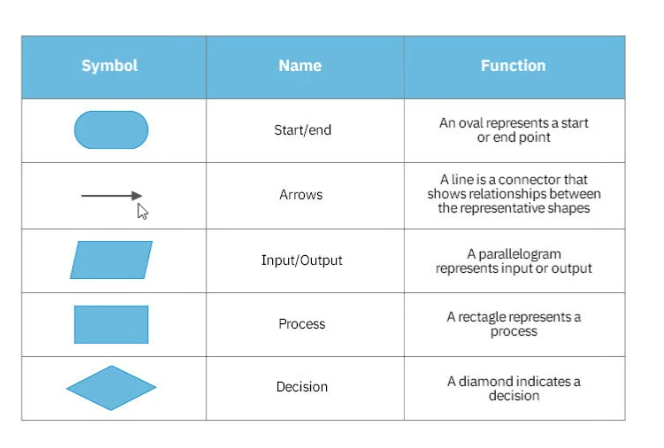 Symbol
Name
Function
Start/end
An oval represents a start
or end point
Arrows
A line is a connector that
shows relationships between
the representative shapes
Input/Output
A parallelogram
represents input or output
Process
A rectagle represents a
process
Decision
A diamond indicates a
decision